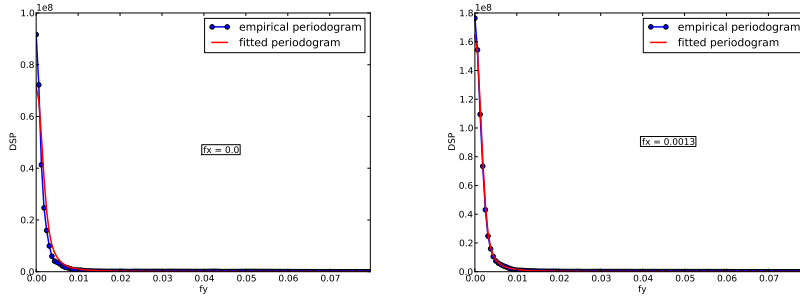 1e8
1.0
0.8
0.6
0.4
0.2
0.0
DSP
empirical periodogram
fitted periodogram
fx = 0.0
0.00 0.01 0.02 0.03 0.04 0.05 0.06 0.07
fy
1e8
1.8
1.6
1.4
1.2
1.0
0.8
0.6
0.4
0.2
0.0
DSP
empirical periodogram
fitted periodogram
fx = 0.0013
0.00 0.01 0.02 0.03 0.04 0.05 0.06 0.07
fy